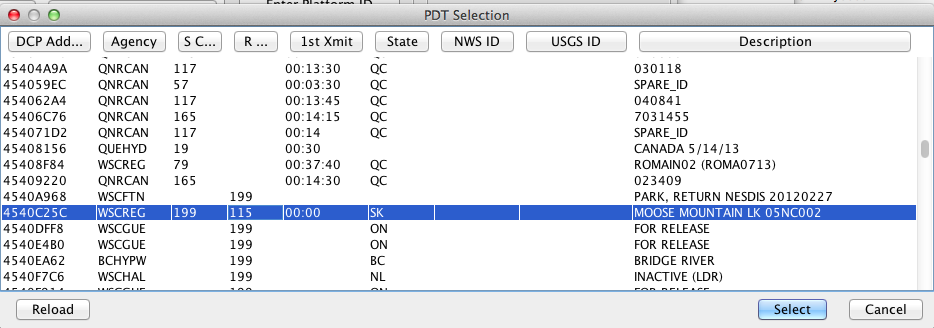 Enter Platform ID
PDT Selection
DCP Add... Agency S C... R ... 1st Xmit State NWS ID USGS ID Description
45404A9A QNRCAN 117 00:13:30 QC 030118
454059EC QNRCAN 57 00:03:30 QC SPARE_ID
454062A4 QNRCAN 117 00:13:45 QC 040841
45406C76 QNRCAN 165 00:14:15 QC 7031455
454071D2 QNRCAN 117 00:14 QC SPARE_ID
45408156 QUEHYD 19 00:30 CANADA 5/14/13
45408F84 WSCREG 79 00:37:40 QC ROMAIN02 (ROMA0713)
45409220 QNRCAN 165 00:14:30 QC 023409
4540A968 WSCFTN 199 PARK, RETURN NESDIS 20120227
4540C25C WSCREG 199 115 00:00 SK MOOSE MOUNTAIN LK 05NC002
4540DFF8 WSCGUE 199 ON FOR RELEASE
4540E4B0 WSCGUE 199 ON FOR RELEASE
4540EA62 BCHYPW 199 BC BRIDGE RIVER
4540F7C6 WSCHAL 199 NL INACTIVE (LDR)
WSCGUE 199 ON FOR RELEASE
Reload Select Cancel